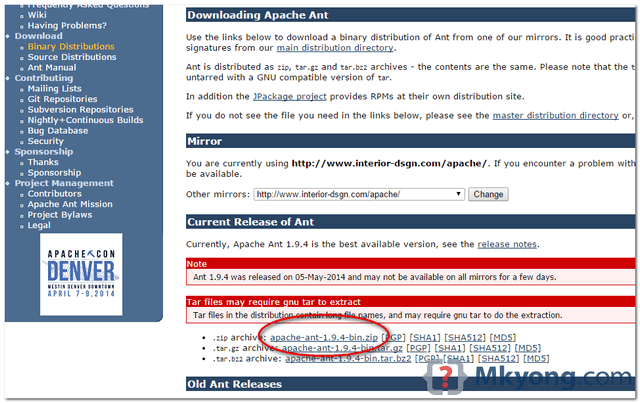 Frequently Asked Questions
Wiki
Having Problems?
Download
Binary Distributions
Source Distributions
Ant Manual
Contributing
Mailing Lists
Git Repositories
Subversion Repositories
Nightly+Continuous Builds
Bug Database
Security
Sponsorship
Thanks
Sponsorship
Project Management
Contributors
Apache Ant Mission
Project Bylaws
Legal
APACHECON
DENVER
WESTIN DENVER DOWNTOWN
APRIL 7-9,2014
Downloading Apache Ant
Use the links below to download a binary distribution of Ant from one of our mirrors. It is good practi
signatures from our main distribution directory.
Ant is distributed as zip, tar.gz and tar.bz2 archives - the contents are the same. Please note that the t
untarred with a GNU compatible version of tar.
In addition the JPackage project provides RPMs at their own distribution site.
If you do not see the file you need in the links below, please see the master distribution directory or,
Mirror
You are currently using http://www.interior-dsgn.com/apache/. If you encounter a problem with
be available.
Other mirrors: http://www.interior-dsgn.com/apache/ Change
Current Release of Ant
Currently, Apache Ant 1.9.4 is the best available version, see the release notes.
Note
Ant 1.9.4 was released on 05-May-2014 and may not be available on all mirrors for a few days.
Tar files may require gnu tar to extract
Tar files in the distribution contain long file names, and may require gnu tar to do the extraction.
.zip archive: apache-ant-1.9.4-bin.zip [PGP] [SHA1] [SHA512] [MD5]
.tar.gz archive: apache-ant-1.9.4-bin.tar.gz [PGP] [SHA1] [SHA512] [MD5]
.tar.bz2 archive: apache-ant-1.9.4-bin.tar.bz2 [PGP] [SHA1] [SHA512] [MD5]
Old Ant Releases
{?} Mkyong.com